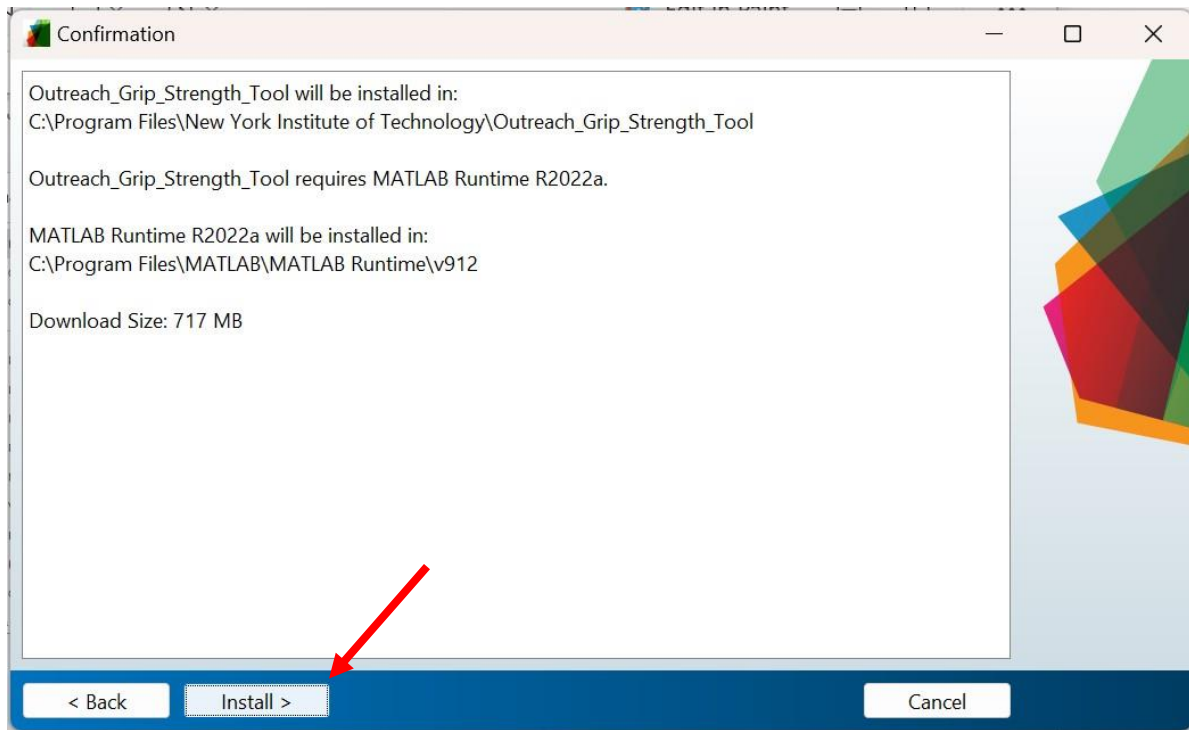 Confirmation
Outreach_Grip_Strength_Tool will be installed in:
C:\Program Files\New York Institute of Technology\Outreach_Grip_Strength_Tool
Outreach_Grip_Strength_Tool requires MATLAB Runtime R2022a.
MATLAB Runtime R2022a will be installed in:
C:\Program Files\MATLAB\MATLAB Runtime\v912
Download Size: 717 MB
< Back
Install >
Cancel